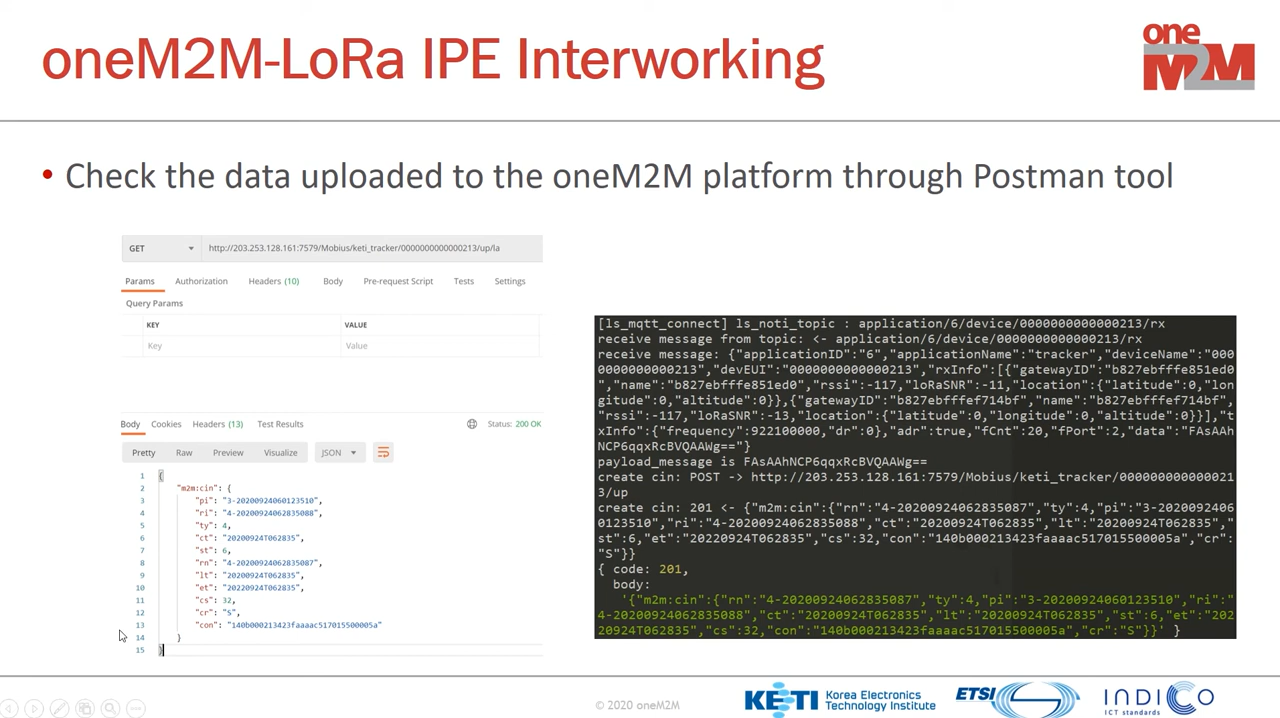 oneM2M-LoRa IPE Interworking
one
M2M
• Check the data uploaded to the oneM2M platform through Postman tool
GET
http://203.253.128.161:7579/Mobius/keti_tracker/0000000000000213/up/la
Params Authorization Headers (10) Body Pre-request Script Tests Settings
Query Params
KEY VALUE
Key Value
Body Cookies Headers (13) Test Results Status: 200 OK
Pretty Raw Preview Visualize JSON
1 {
2 "m2m:cin": {
3 "pi": "3-20200924060123510",
4 "ri": "4-20200924062835088",
5 "ty": 4,
6 "ct": "20200924T062835",
7 "st": 6,
8 "rn": "4-20200924062835087",
9 "lt": "20200924T062835",
10 "et": "20220924T062835",
11 "cs": 32,
12 "cr": "S",
13 "con": "140b000213423faaaac517015500005a"
14 }
15 }
[ls_mqtt_connect] ls_noti_topic : application/6/device/0000000000000213/rx
receive message from topic: <- application/6/device/0000000000000213/rx
receive message: {"applicationID":"6","applicationName":"tracker","deviceName":"000
0000000000213","devEUI":"0000000000000213","rxInfo":[{"gatewayID":"b827ebfffe851ed0
","name":"b827ebfffe851ed0","rssi":-117,"loRaSNR":-11,"location":{"latitude":0,"lon
gitude":0,"altitude":0}},{"gatewayID":"b827ebfffef714bf","name":"b827ebfffef714bf",
"rssi":-117,"loRaSNR":-13,"location":{"latitude":0,"longitude":0,"altitude":0}}],"t
xInfo":{"frequency":922100000,"dr":0},"adr":true,"fCnt":20,"fPort":2,"data":"FAsAAh
NCP6qqxRcBVQAAWg=="}
payload_message is FAsAAhNCP6qqxRcBVQAAWg==
create cin: POST -> http://203.253.128.161:7579/Mobius/keti_tracker/000000000000021
3/up
create cin: 201 <- {"m2m:cin":{"rn":"4-20200924062835087","ty":4,"pi":"3-2020092406
0123510","ri":"4-20200924062835088","ct":"20200924T062835","lt":"20200924T062835","
st":6,"et":"20220924T062835","cs":32,"con":"140b000213423faaaac517015500005a","cr":
"S"}}
{ code: 201,
body:
'{"m2m:cin":{"rn":"4-20200924062835087","ty":4,"pi":"3-20200924060123510","ri":"
4-20200924062835088","ct":"20200924T062835","lt":"20200924T062835","st":6,"et":"202
20924T062835","cs":32,"con":"140b000213423faaaac517015500005a","cr":"S"}}' }
© 2020 oneM2M
KETI Korea Electronics
Technology Institute
ETSI
INDICO
ICT standards